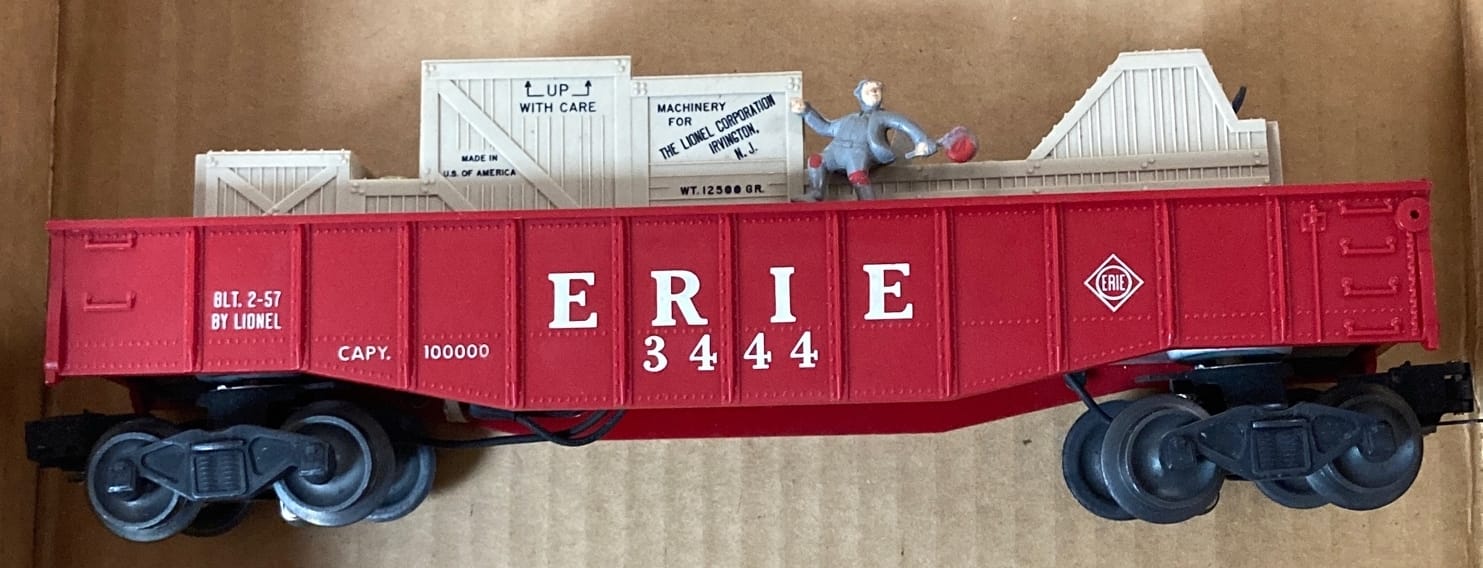 ↑UP↑
WITH CARE
MADE IN
U.S. OF AMERICA
MACHINERY
FOR
THE LIONEL CORPORATION
IRVINGTON,
N. J.
WT. 12500 GR.
BLT. 2-57
BY LIONEL
CAPY. 100000
ERIE
3444
ERIE